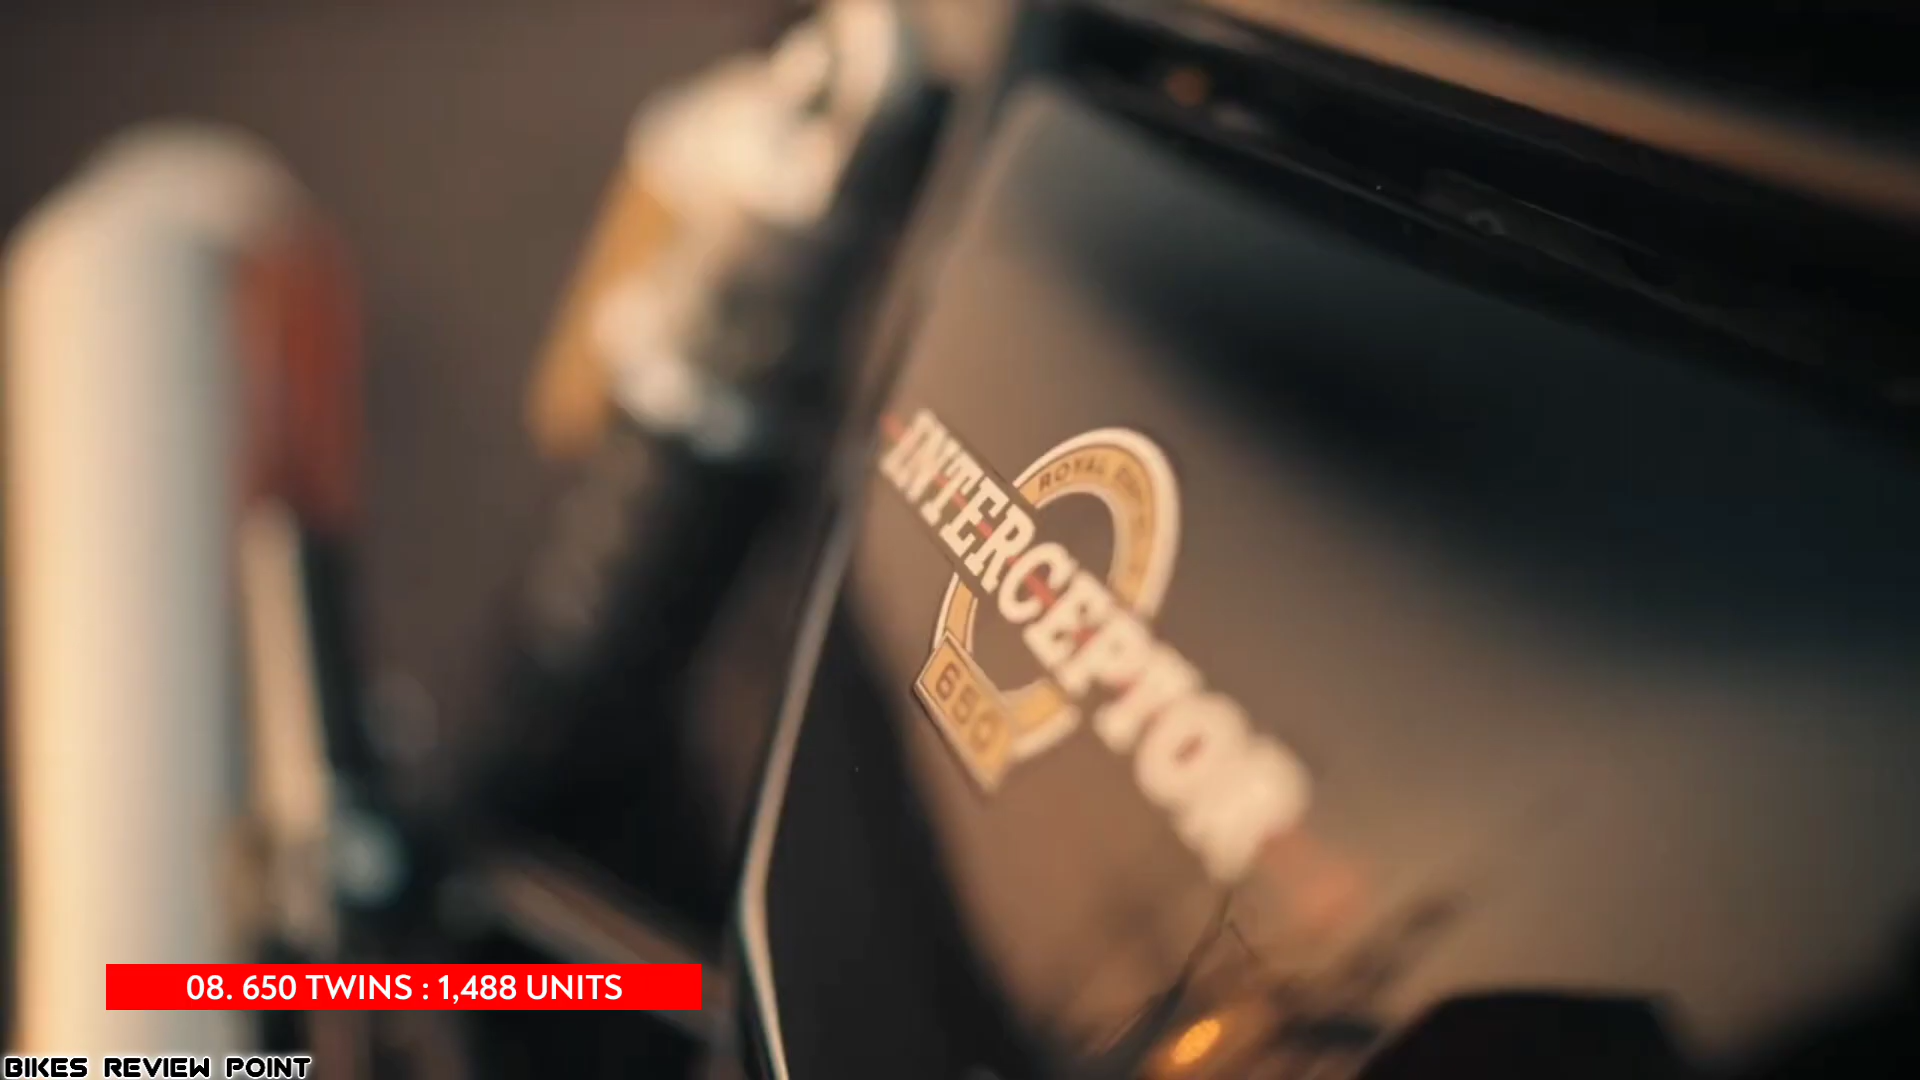 ROYAL
INTERCEPTOR
650
08. 650 TWINS : 1,488 UNITS
BIKES REVIEW POINT